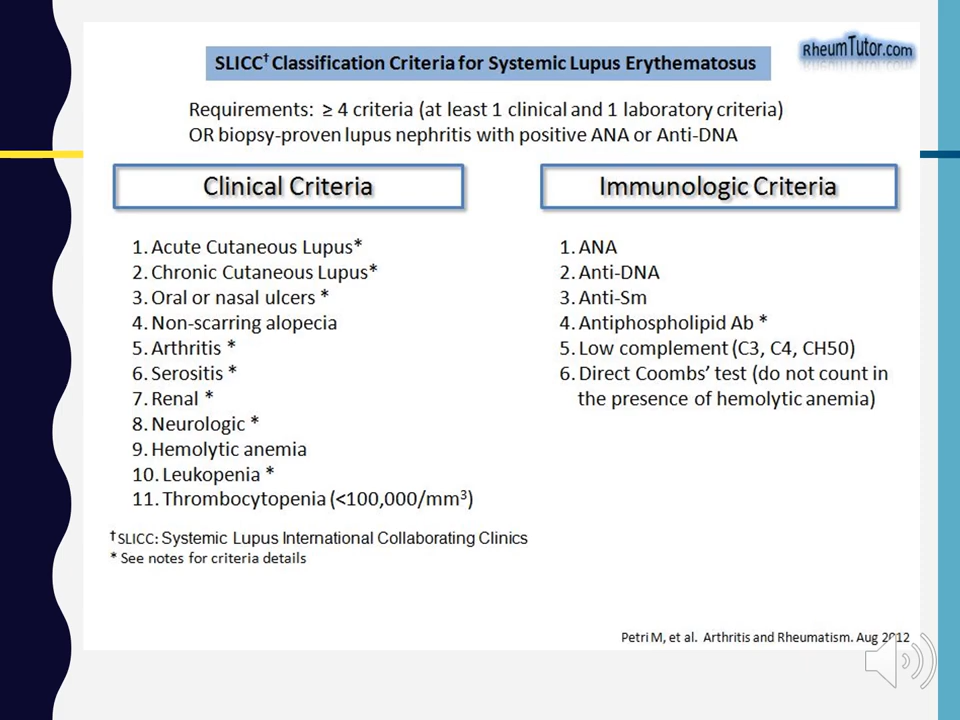 RheumTutor.com
SLICC† Classification Criteria for Systemic Lupus Erythematosus
Requirements: ≥ 4 criteria (at least 1 clinical and 1 laboratory criteria)
OR biopsy-proven lupus nephritis with positive ANA or Anti-DNA
Clinical Criteria
1. Acute Cutaneous Lupus*
2. Chronic Cutaneous Lupus*
3. Oral or nasal ulcers *
4. Non-scarring alopecia
5. Arthritis *
6. Serositis *
7. Renal *
8. Neurologic *
9. Hemolytic anemia
10. Leukopenia *
11. Thrombocytopenia (<100,000/mm³)
Immunologic Criteria
1. ANA
2. Anti-DNA
3. Anti-Sm
4. Antiphospholipid Ab *
5. Low complement (C3, C4, CH50)
6. Direct Coombs’ test (do not count in
the presence of hemolytic anemia)
†SLICC: Systemic Lupus International Collaborating Clinics
* See notes for criteria details
Petri M, et al. Arthritis and Rheumatism. Aug 2012